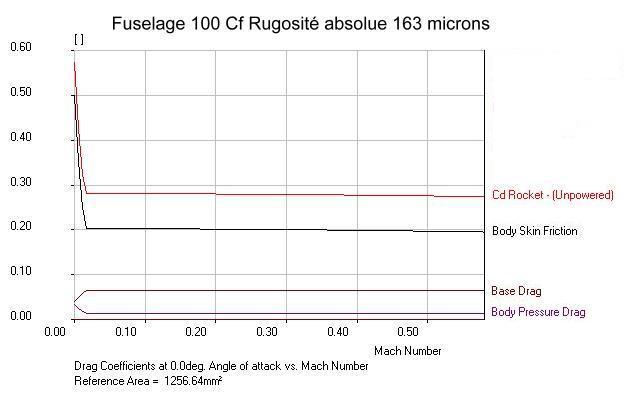 Fuselage 100 Cf Rugosité absolue 163 microns
[ ]
0.60
0.50
0.40
0.30
0.20
0.10
0.00
Cd Rocket - (Unpowered)
Body Skin Friction
Base Drag
Body Pressure Drag
0.00 0.10 0.20 0.30 0.40 0.50
Mach Number
Drag Coefficients at 0.0deg. Angle of attack vs. Mach Number
Reference Area = 1256.64mm²